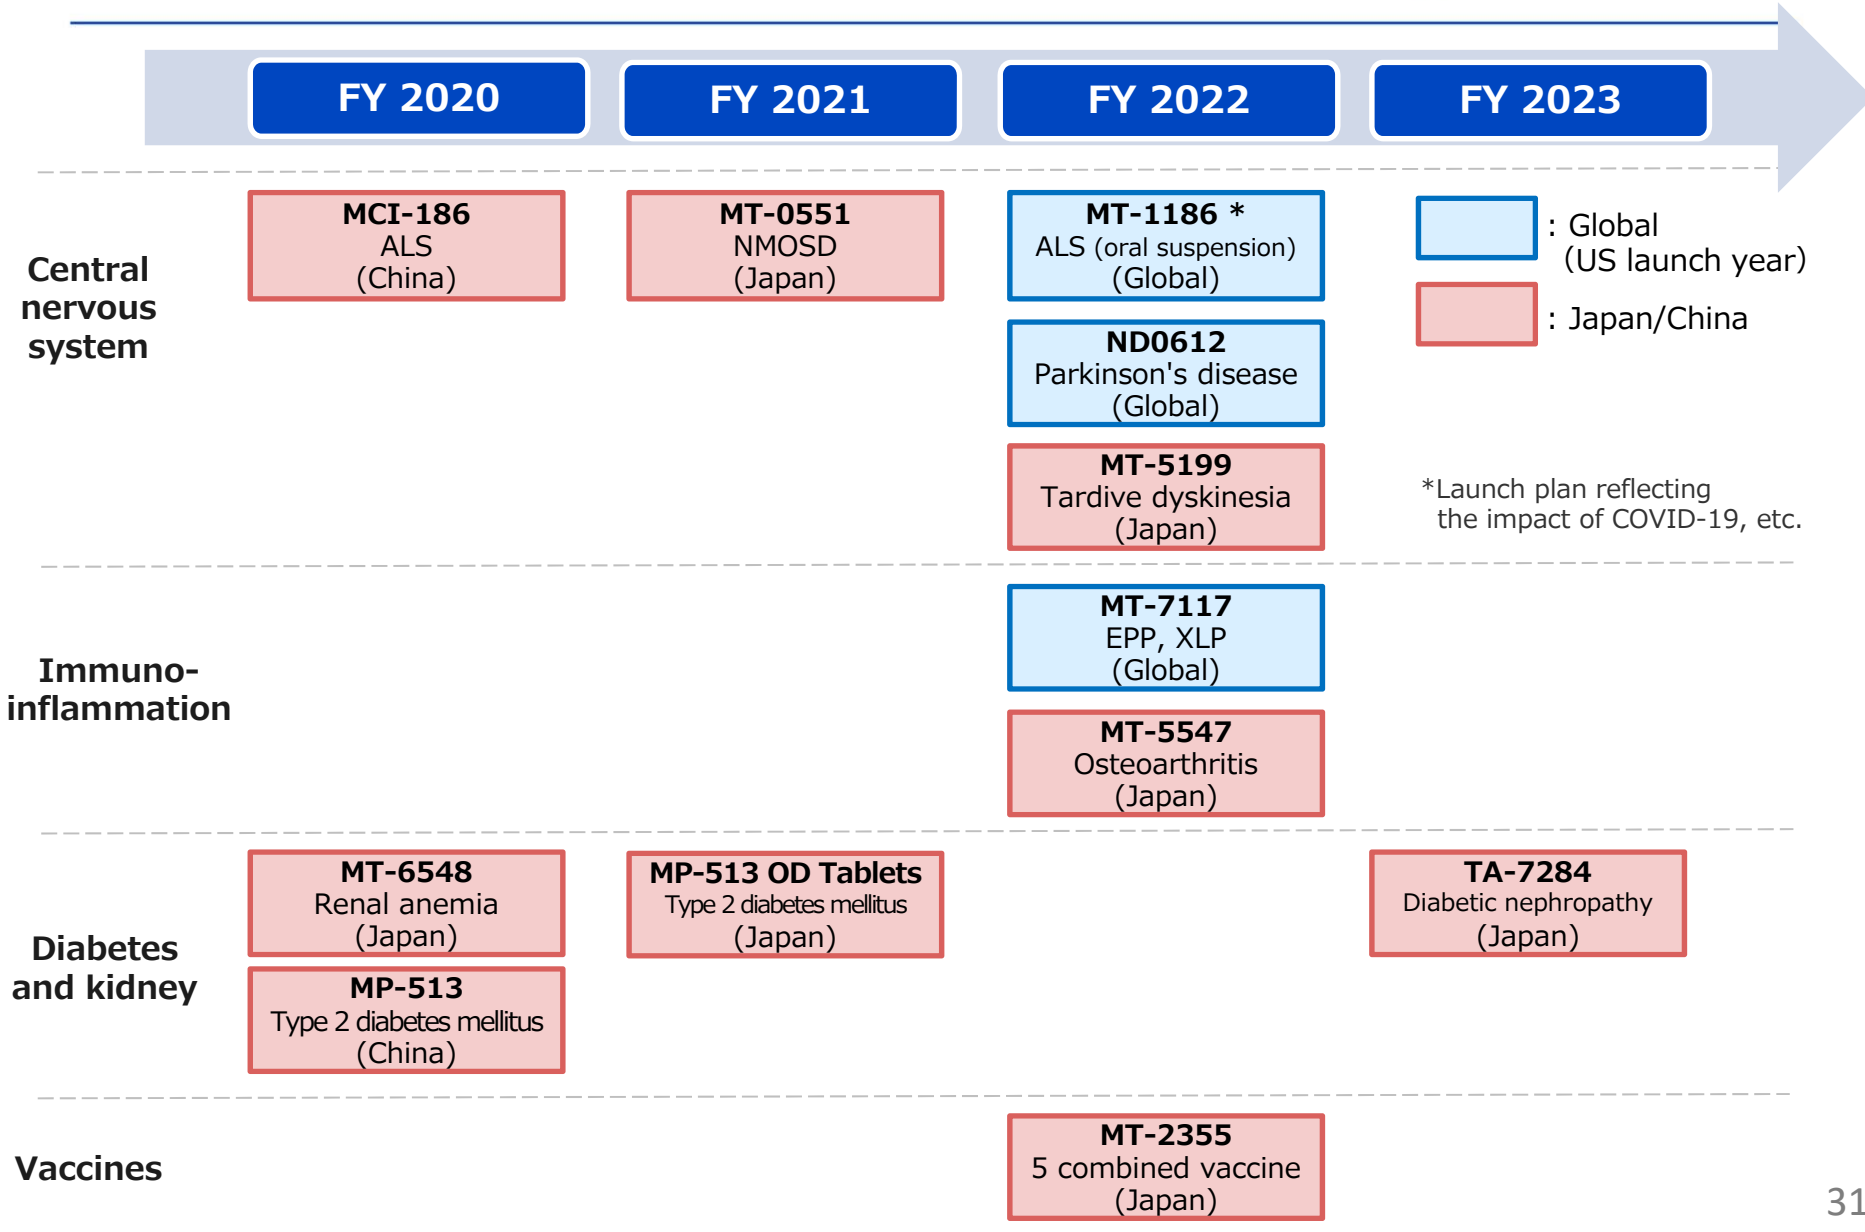 FY 2020
FY 2021
FY 2022
FY 2023
Central
nervous
system
MCI-186
ALS
(China)
MT-0551
NMOSD
(Japan)
MT-1186 *
ALS (oral suspension)
(Global)
ND0612
Parkinson's disease
(Global)
MT-5199
Tardive dyskinesia
(Japan)
: Global
(US launch year)
: Japan/China
*Launch plan reflecting
the impact of COVID-19, etc.
Immuno-
inflammation
MT-7117
EPP, XLP
(Global)
MT-5547
Osteoarthritis
(Japan)
Diabetes
and kidney
MT-6548
Renal anemia
(Japan)
MP-513
Type 2 diabetes mellitus
(China)
MP-513 OD Tablets
Type 2 diabetes mellitus
(Japan)
TA-7284
Diabetic nephropathy
(Japan)
Vaccines
MT-2355
5 combined vaccine
(Japan)
31